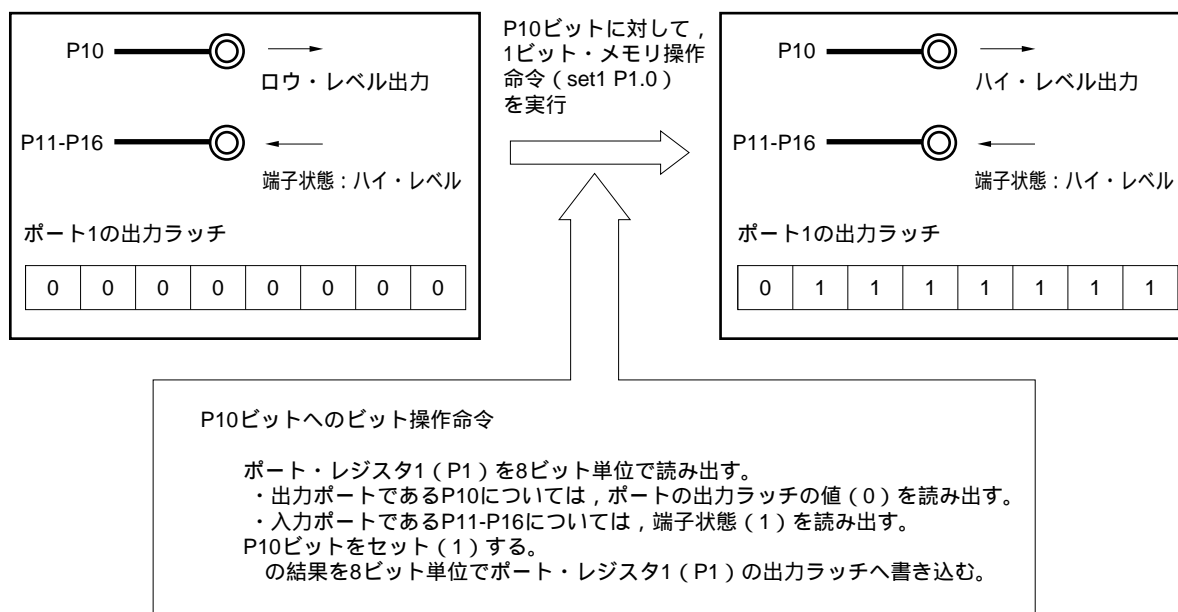 P10
ロウ・レベル出力
P11-P16
端子状態：ハイ・レベル
ポート1の出力ラッチ
0 0 0 0 0 0 0 0
P10ビットに対して，
1ビット・メモリ操作
命令（set1 P1.0）
を実行
P10
ハイ・レベル出力
P11-P16
端子状態：ハイ・レベル
ポート1の出力ラッチ
0 1 1 1 1 1 1 1
P10ビットへのビット操作命令
ポート・レジスタ1（P1）を8ビット単位で読み出す。
・出力ポートであるP10については，ポートの出力ラッチの値（0）を読み出す。
・入力ポートであるP11-P16については，端子状態（1）を読み出す。
P10ビットをセット（1）する。
の結果を8ビット単位でポート・レジスタ1（P1）の出力ラッチへ書き込む。